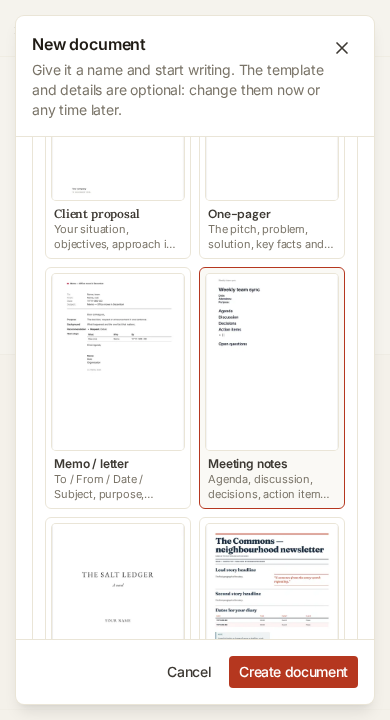 New document
Give it a name and start writing. The template
and details are optional: change them now or
any time later.
Client proposal
Your situation,
objectives, approach i...
One-pager
The pitch, problem,
solution, key facts and...
Weekly team sync
Agenda
Discussion
Decisions
Action items
Open questions
Memo / letter
To / From / Date /
Subject, purpose,...
Meeting notes
Agenda, discussion,
decisions, action item...
THE SALT LEDGER
A novel
YOUR NAME
The Commons —
neighbourhood newsletter
Lead story headline
Second story headline
Dates for your diary
Cancel
Create document